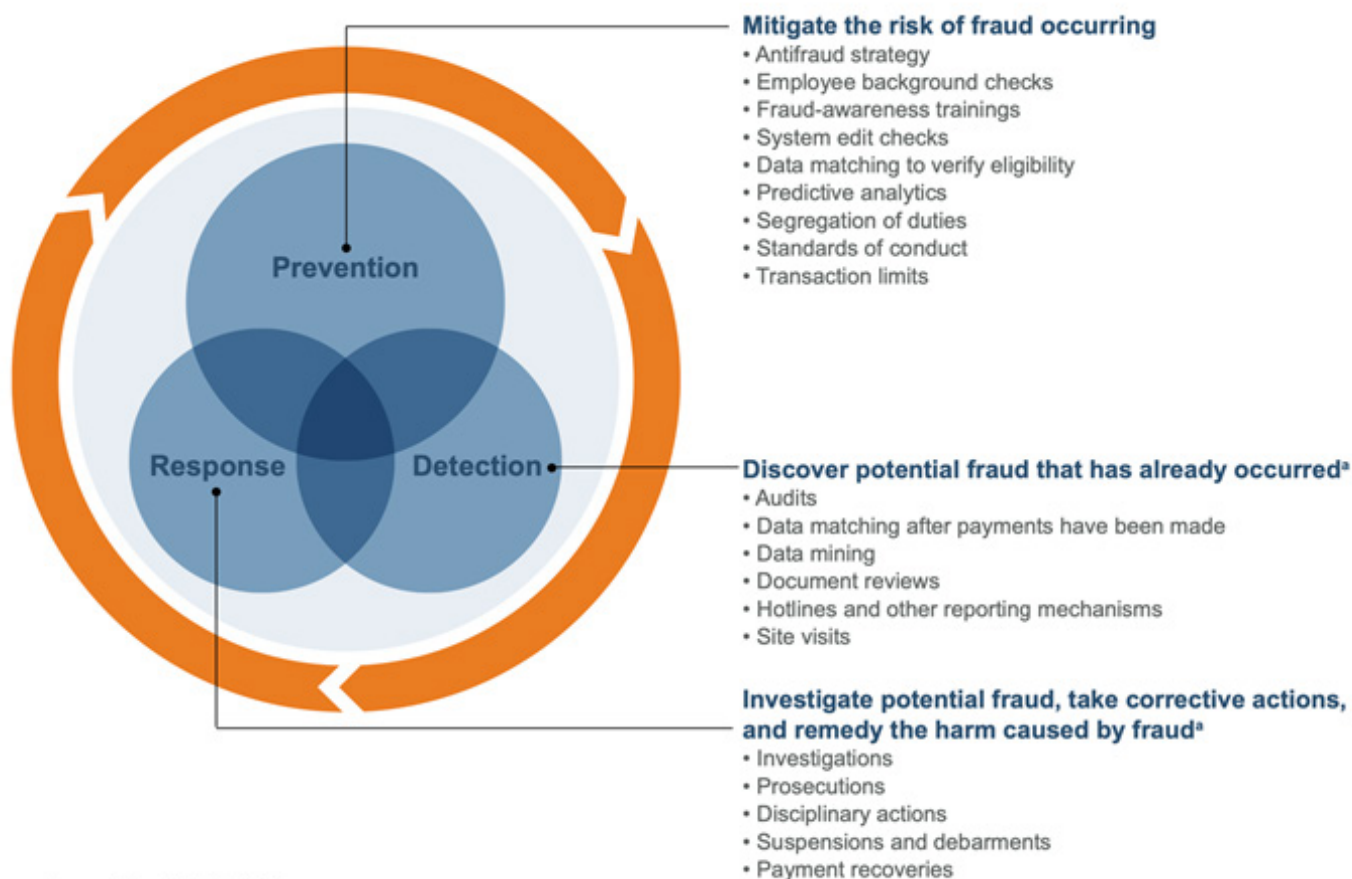 Mitigate the risk of fraud occurring
• Antifraud strategy
• Employee background checks
• Fraud-awareness trainings
• System edit checks
• Data matching to verify eligibility
• Predictive analytics
• Segregation of duties
• Standards of conduct
• Transaction limits
Prevention
Response
Detection
Discover potential fraud that has already occurredᵃ
• Audits
• Data matching after payments have been made
• Data mining
• Document reviews
• Hotlines and other reporting mechanisms
• Site visits
Investigate potential fraud, take corrective actions,
and remedy the harm caused by fraudᵃ
• Investigations
• Prosecutions
• Disciplinary actions
• Suspensions and debarments
• Payment recoveries